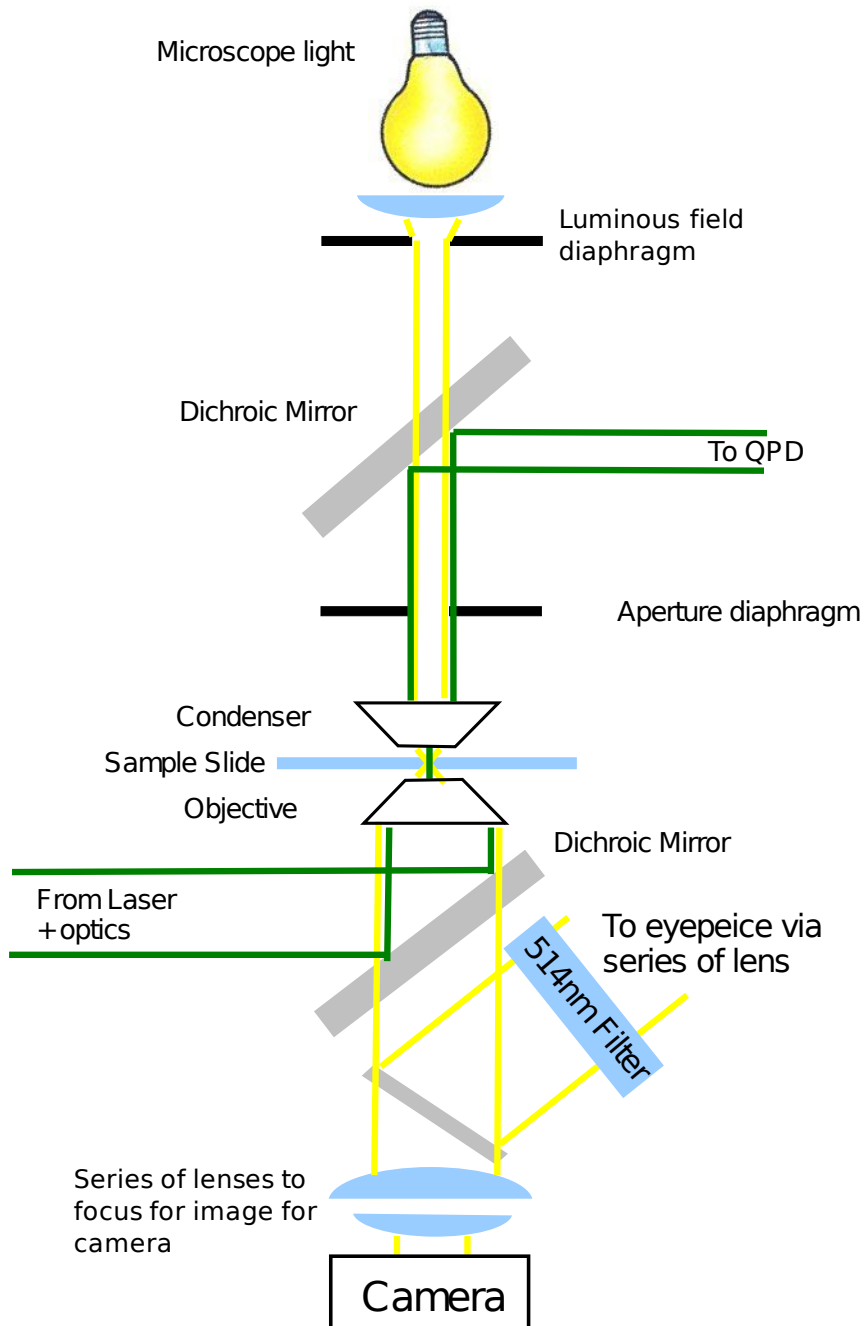 Microscope light
Luminous field
diaphragm
Dichroic Mirror
To QPD
Aperture diaphragm
Condenser
Sample Slide
Objective
Dichroic Mirror
From Laser
+optics
To eyepeice via
series of lens
514nm Filter
Series of lenses to
focus for image for
camera
Camera